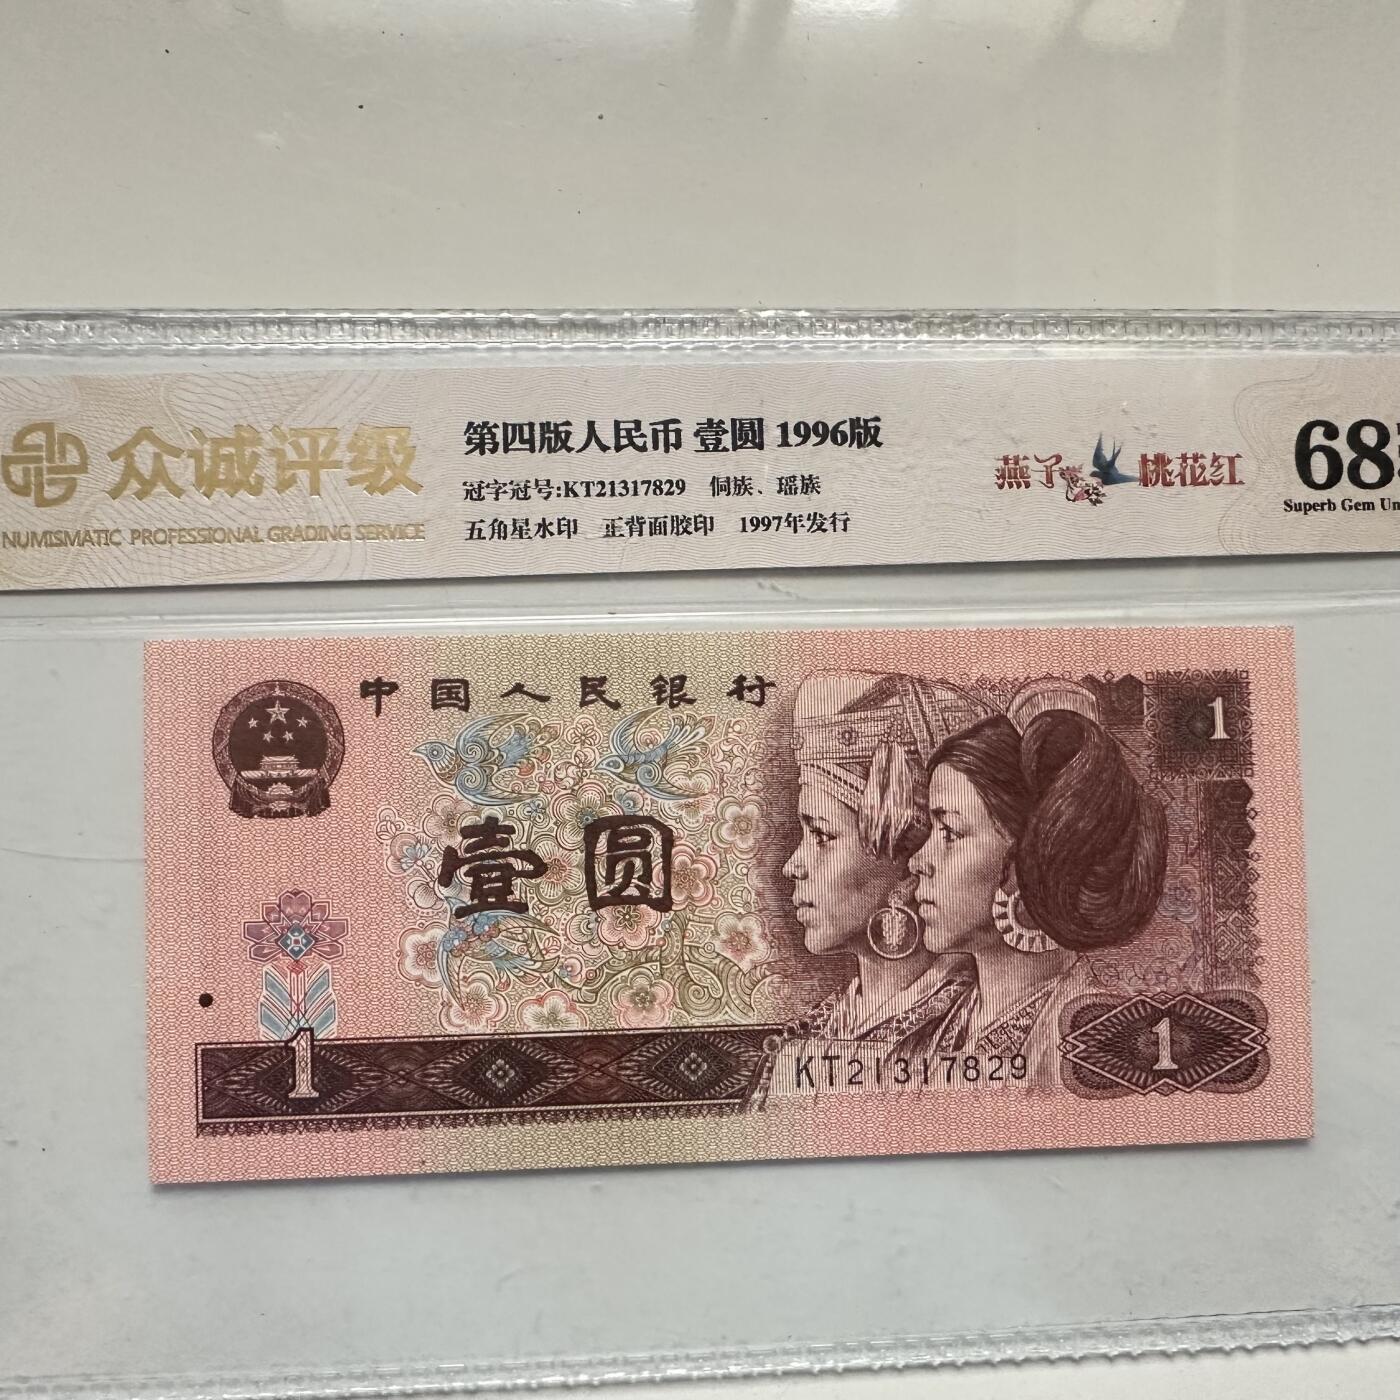 众诚评级
NUMISMATIC PROFESSIONAL GRADING SERVICE
第四版人民币 壹圆 1996版
冠字冠号:KT21317829 侗族、瑶族
五角星水印 正背面胶印 1997年发行
燕子 桃花红
68
Superb Gem Un
中国人民银行
1
壹圆
1
KT21317829
1